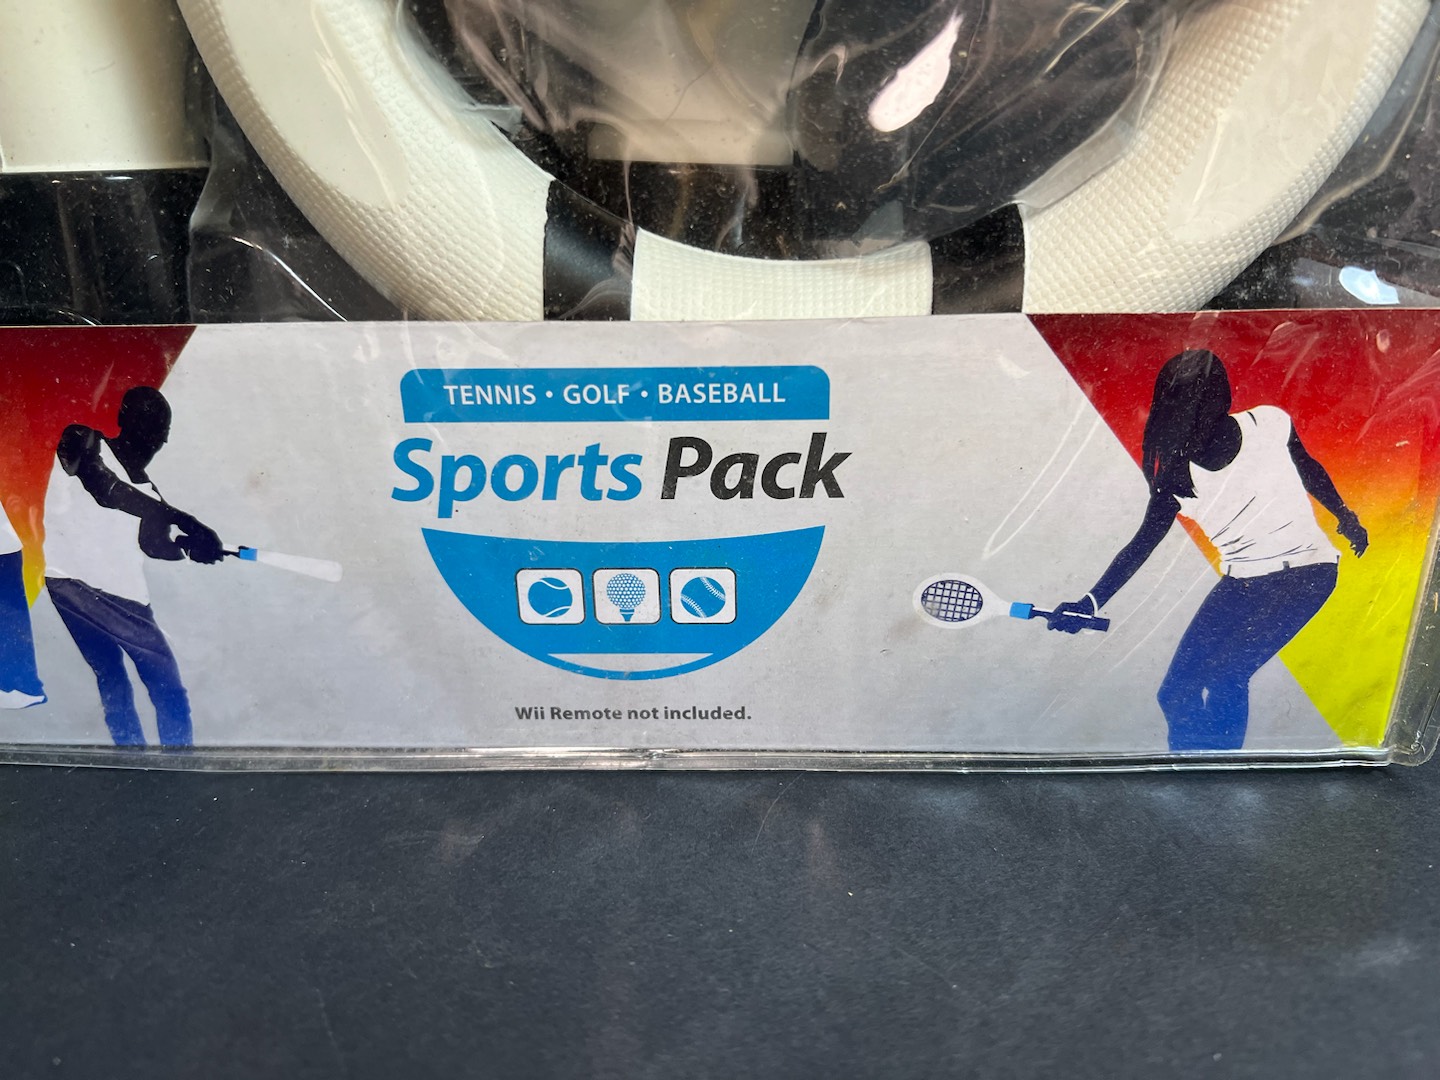 TENNIS • GOLF • BASEBALL
Sports Pack
Wii Remote not included.